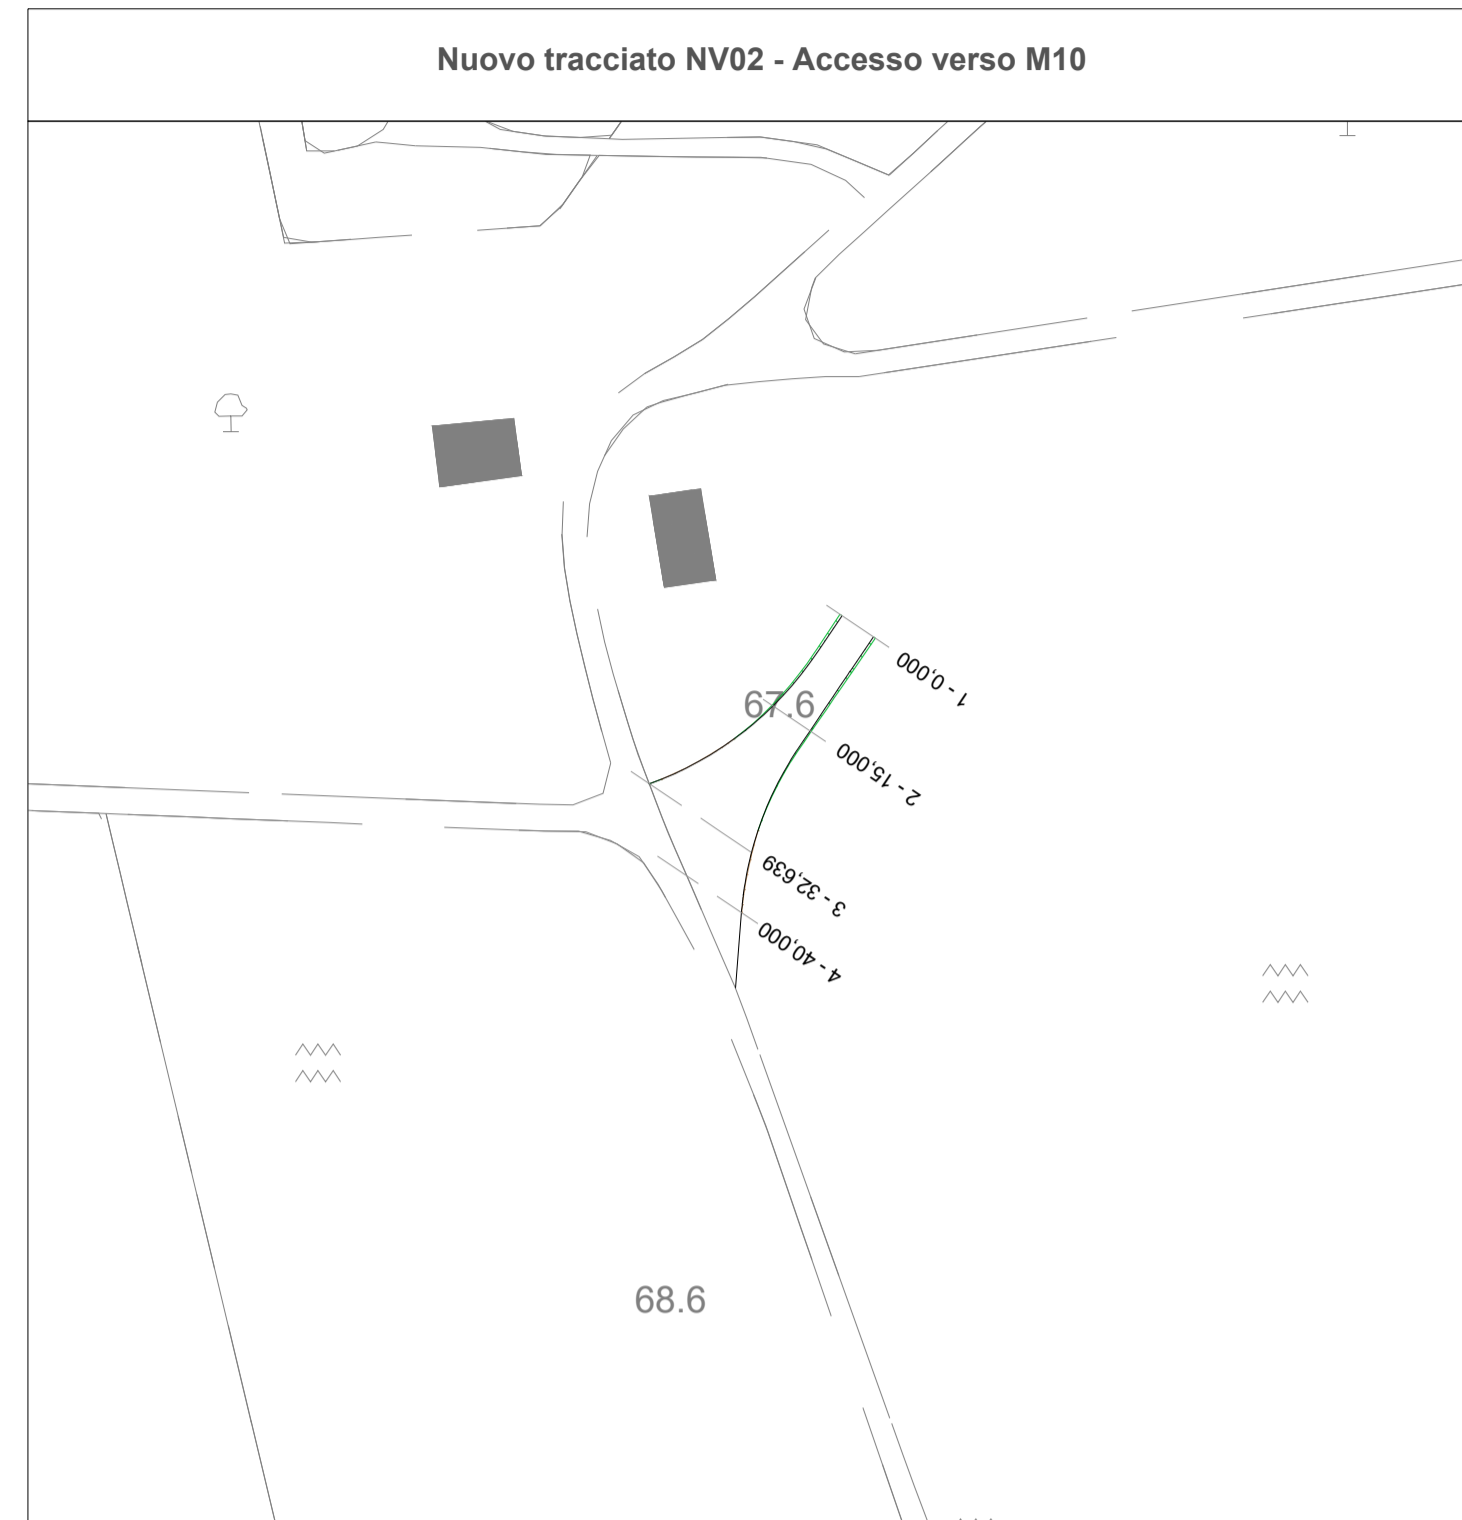 Nuovo tracciato NV02 - Accesso verso M10
1 - 0,000
67.6
2 - 15,000
3 - 32,639
4 - 40,000
68.6